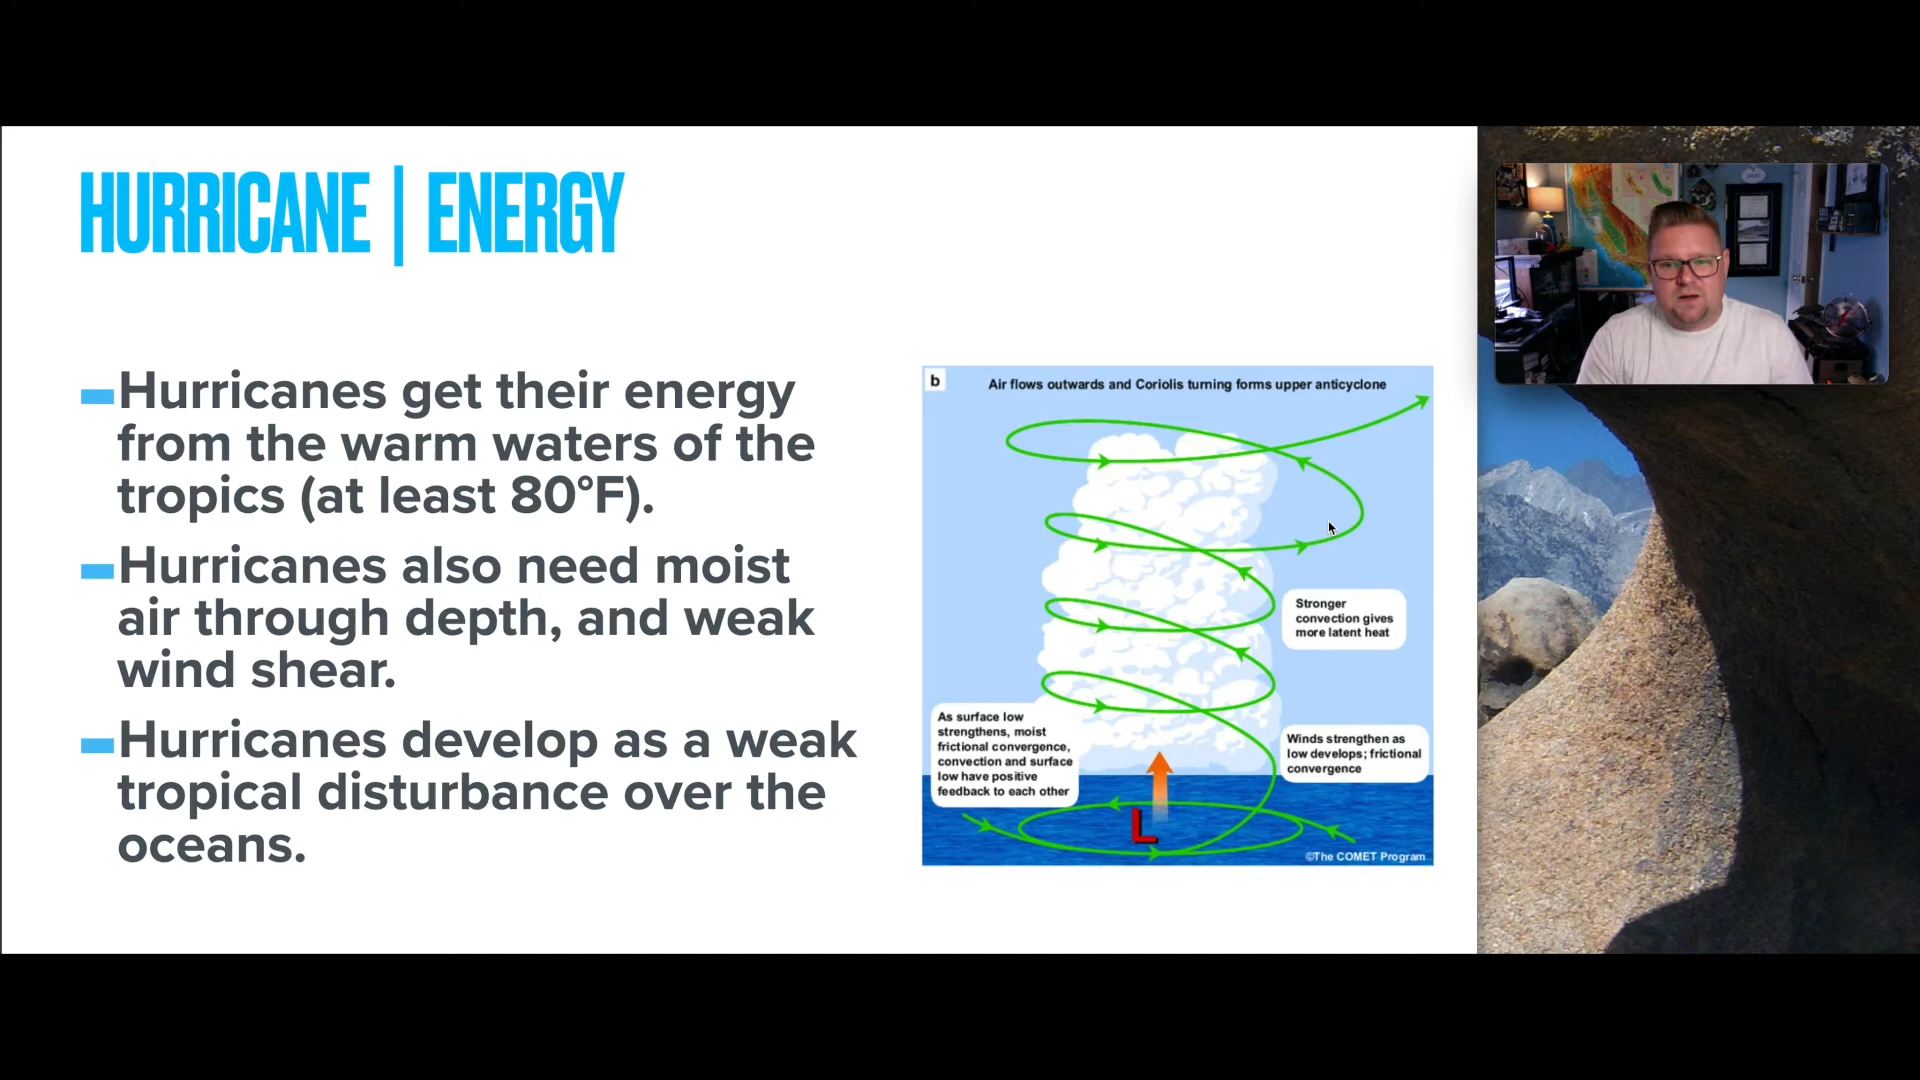 HURRICANE | ENERGY
Hurricanes get their energy
from the warm waters of the
tropics (at least 80°F).
Hurricanes also need moist
air through depth, and weak
wind shear.
Hurricanes develop as a weak
tropical disturbance over the
oceans.
b
Air flows outwards and Coriolis turning forms upper anticyclone
Stronger
convection gives
more latent heat
As surface low
strengthens, moist
frictional convergence,
convection and surface
low have positive
feedback to each other
Winds strengthen as
low develops; frictional
convergence
L
©The COMET Program